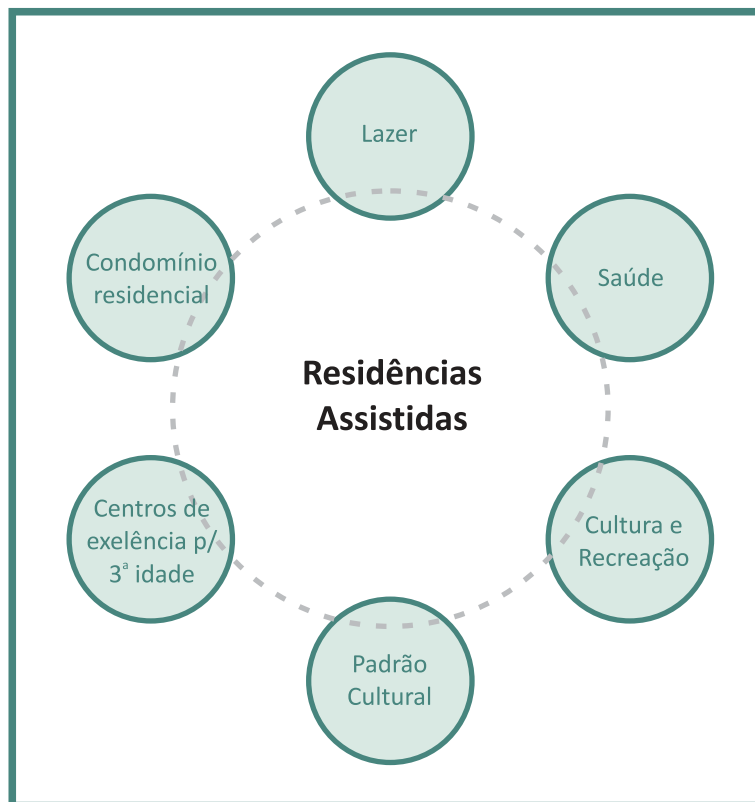 Lazer
Saúde
Condomínio
residencial
Residências
Assistidas
Centros de
exelência p/
3ª idade
Cultura e
Recreação
Padrão
Cultural